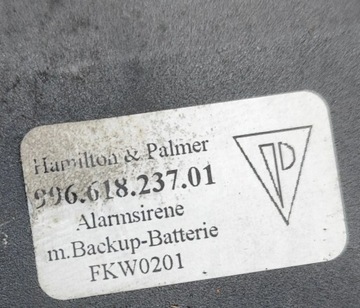 Hamilton & Palmer
996.618.237.01
Alarmsirene
m.Backup-Batterie
FKW0201